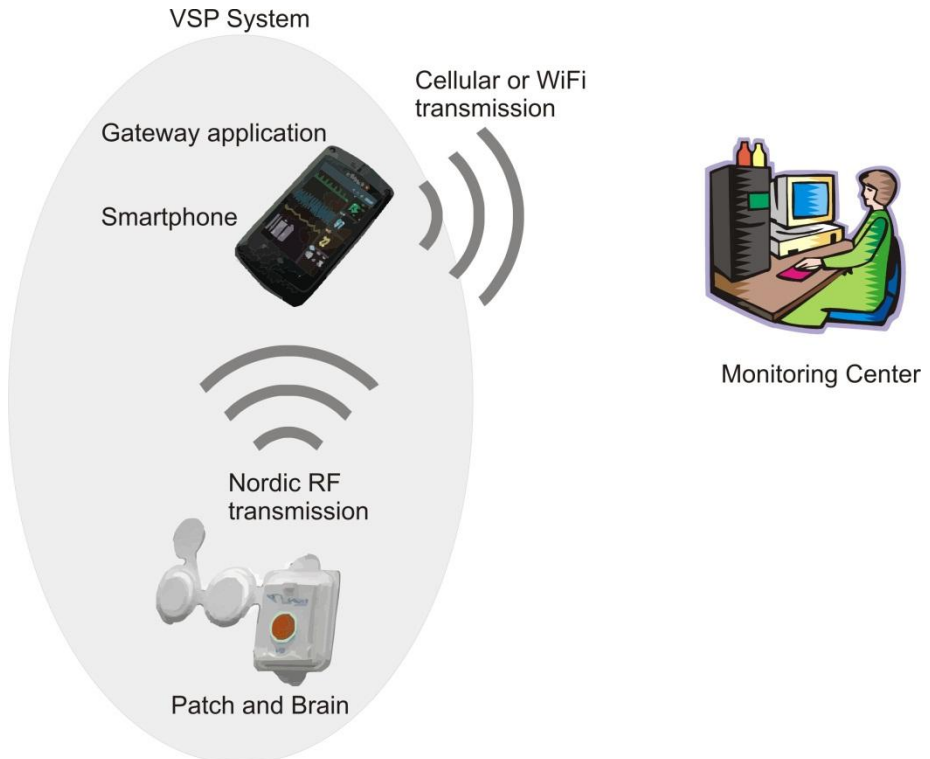 VSP System
Cellular or WiFi
transmission
Gateway application
Smartphone
Monitoring Center
Nordic RF
transmission
Patch and Brain